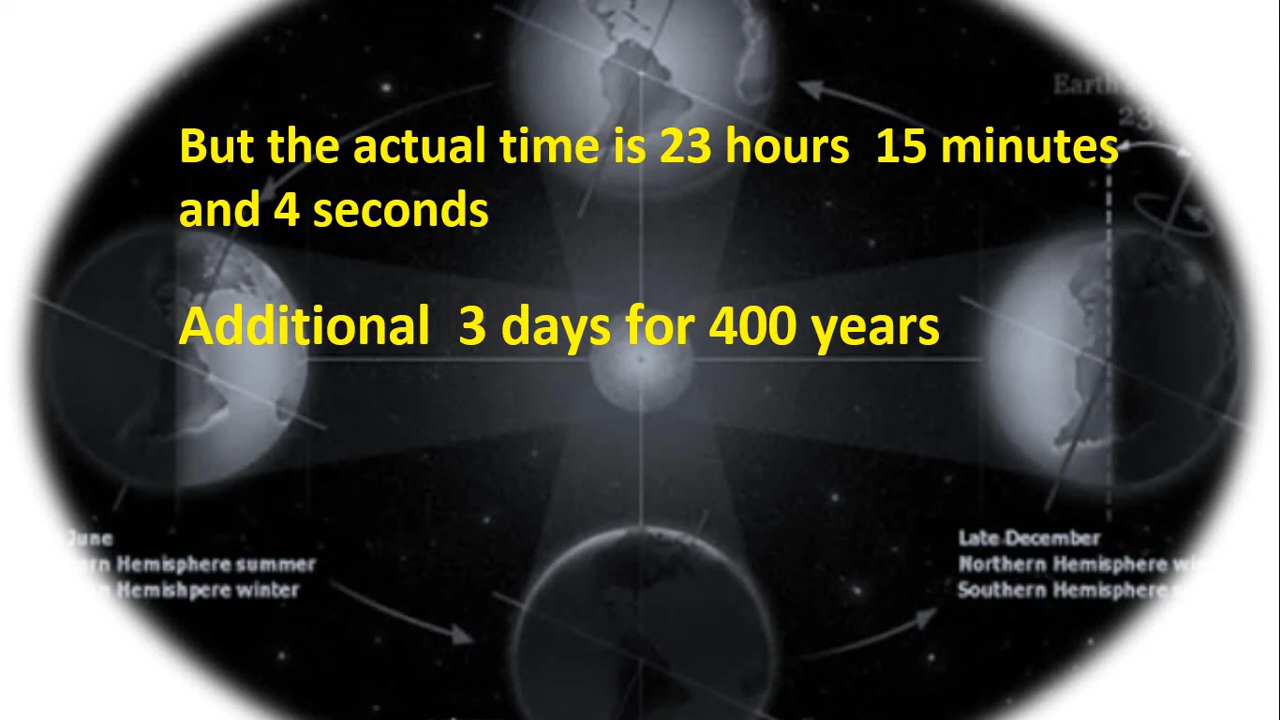 But the actual time is 23 hours 15 minutes
and 4 seconds
Additional 3 days for 400 years
June
Hemisphere summer
Hemishpere winter
Late December
Northern Hemisphere
Southern Hemisphere